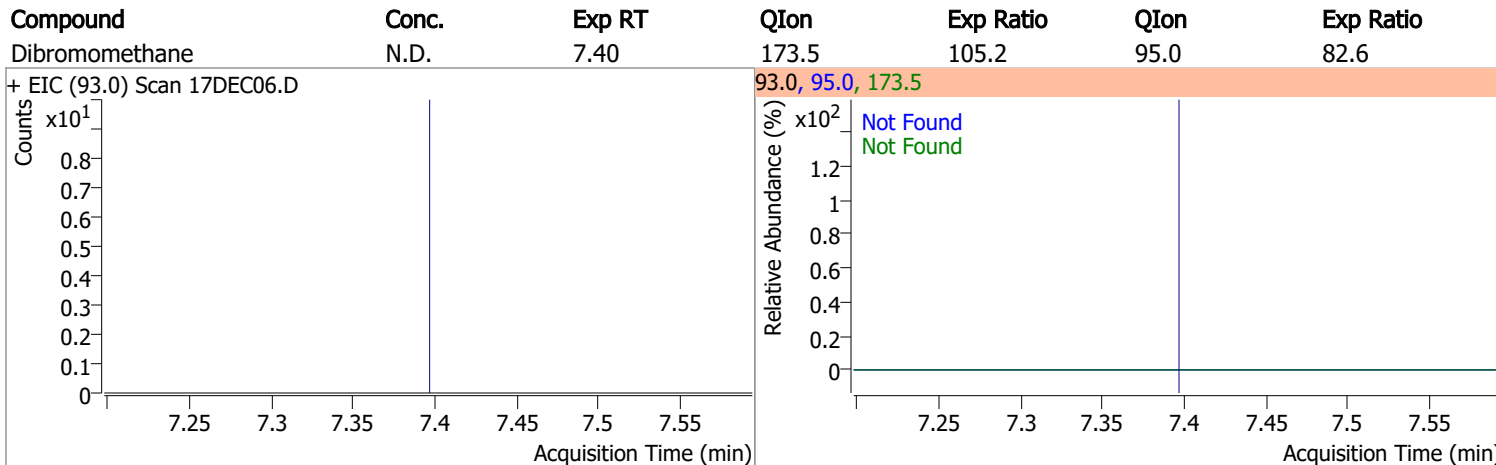 Compound Conc. Exp RT QIon Exp Ratio QIon Exp Ratio
Dibromomethane N.D. 7.40 173.5 105.2 95.0 82.6
+ EIC (93.0) Scan 17DEC06.D
Counts
x10^1
0.8
0.7
0.6
0.5
0.4
0.3
0.2
0.1
0
7.25 7.3 7.35 7.4 7.45 7.5 7.55
Acquisition Time (min)
93.0, 95.0, 173.5
Relative Abundance (%)
x10^2
Not Found
Not Found
1.2
1
0.8
0.6
0.4
0.2
0
7.25 7.3 7.35 7.4 7.45 7.5 7.55
Acquisition Time (min)